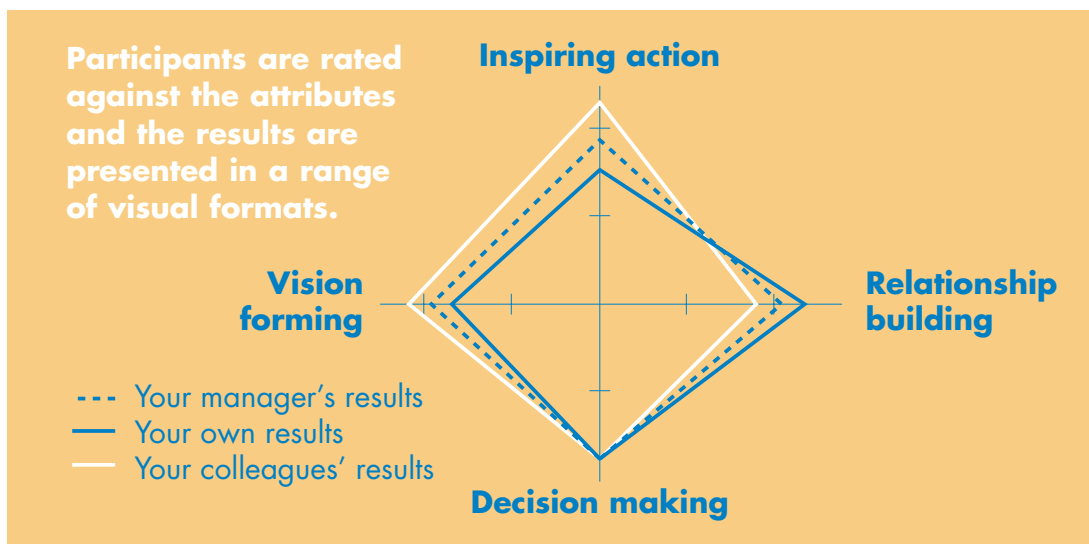 Participants are rated
against the attributes
and the results are
presented in a range
of visual formats.
Inspiring action
Vision
forming
Relationship
building
Your manager’s results
Your own results
Your colleagues’ results
Decision making